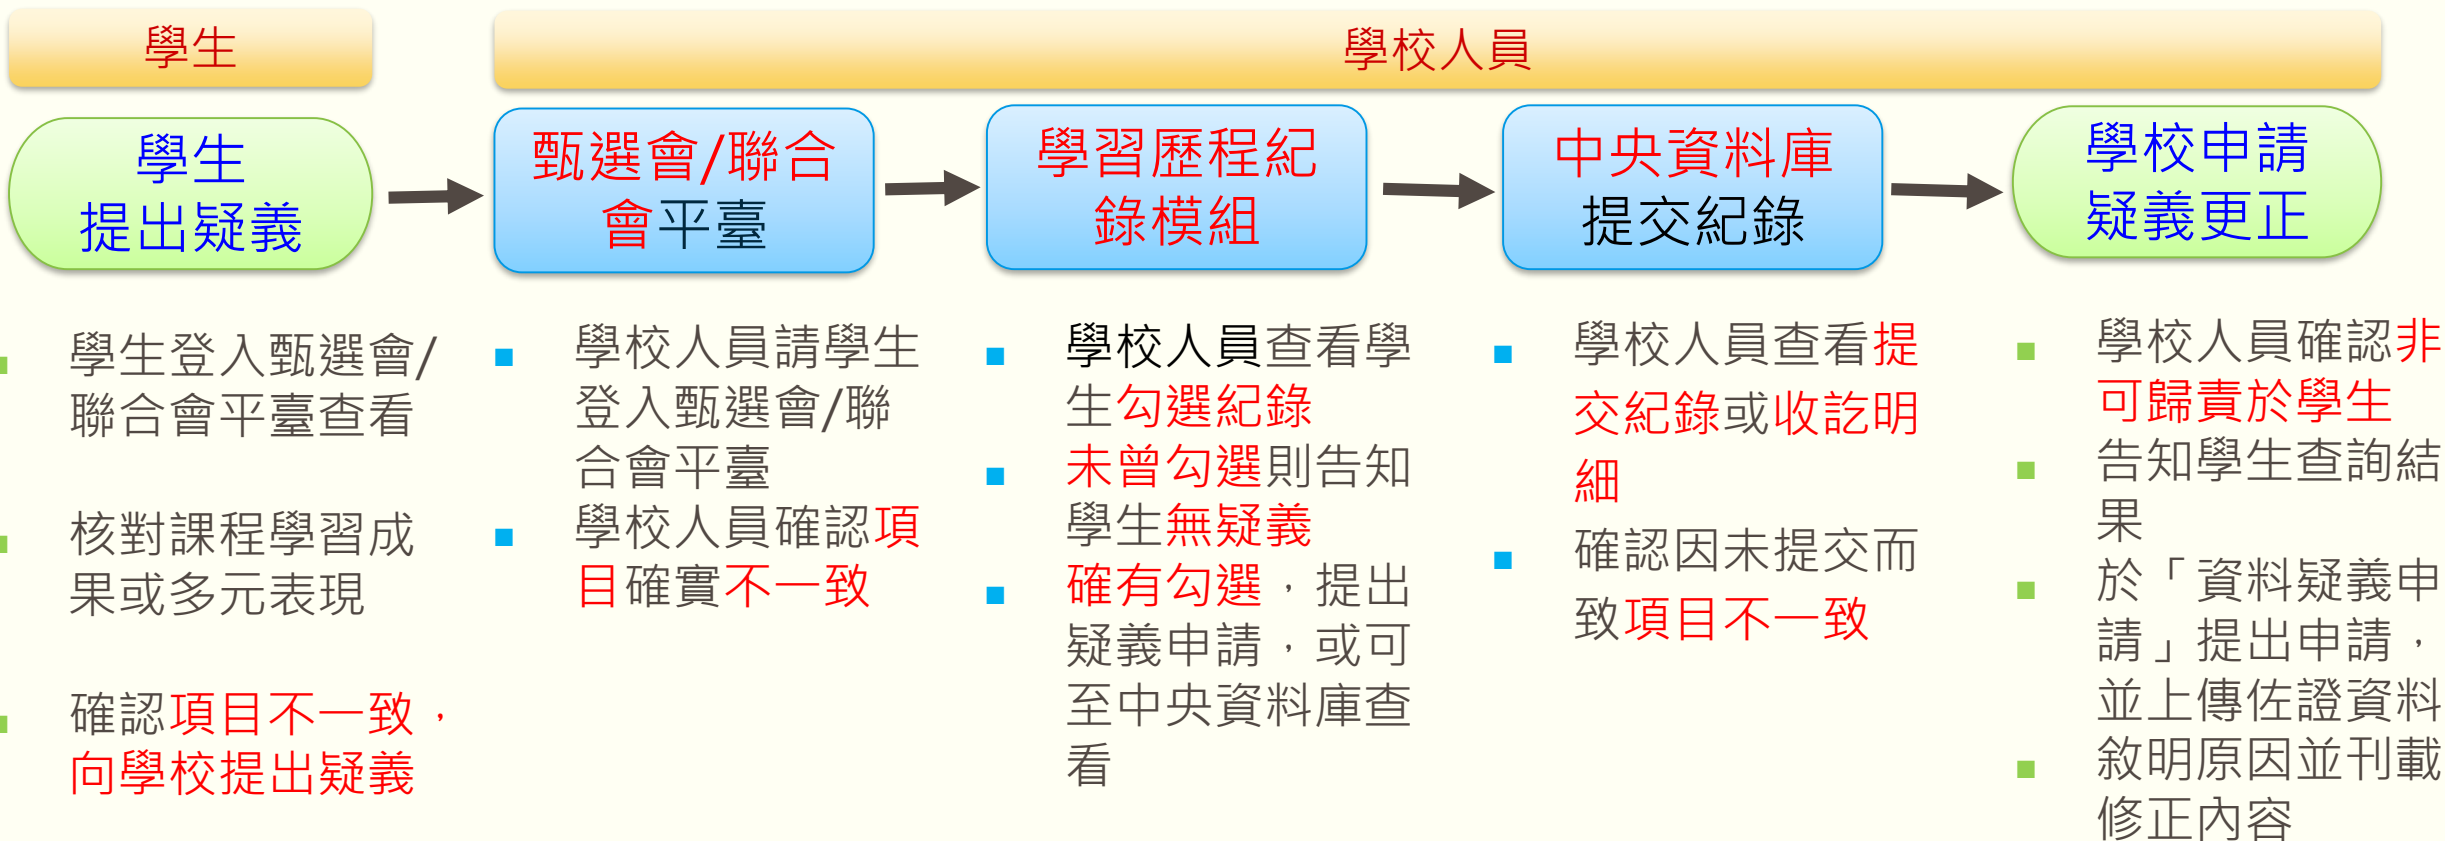 學生
學校人員
學生
提出疑義
甄選會/聯合
會平臺
學習歷程紀
錄模組
中央資料庫
提交紀錄
學校申請
疑義更正
學生登入甄選會/
聯合會平臺查看
核對課程學習成
果或多元表現
確認項目不一致，
向學校提出疑義
學校人員請學生
登入甄選會/聯
合會平臺
學校人員確認項
目確實不一致
學校人員查看學
生勾選紀錄
未曾勾選則告知
學生無疑義
確有勾選，提出
疑義申請，或可
至中央資料庫查
看
學校人員查看提
交紀錄或收訖明
細
確認因未提交而
致項目不一致
學校人員確認非
可歸責於學生
告知學生查詢結
果
於「資料疑義申
請」提出申請，
並上傳佐證資料
敘明原因並刊載
修正內容